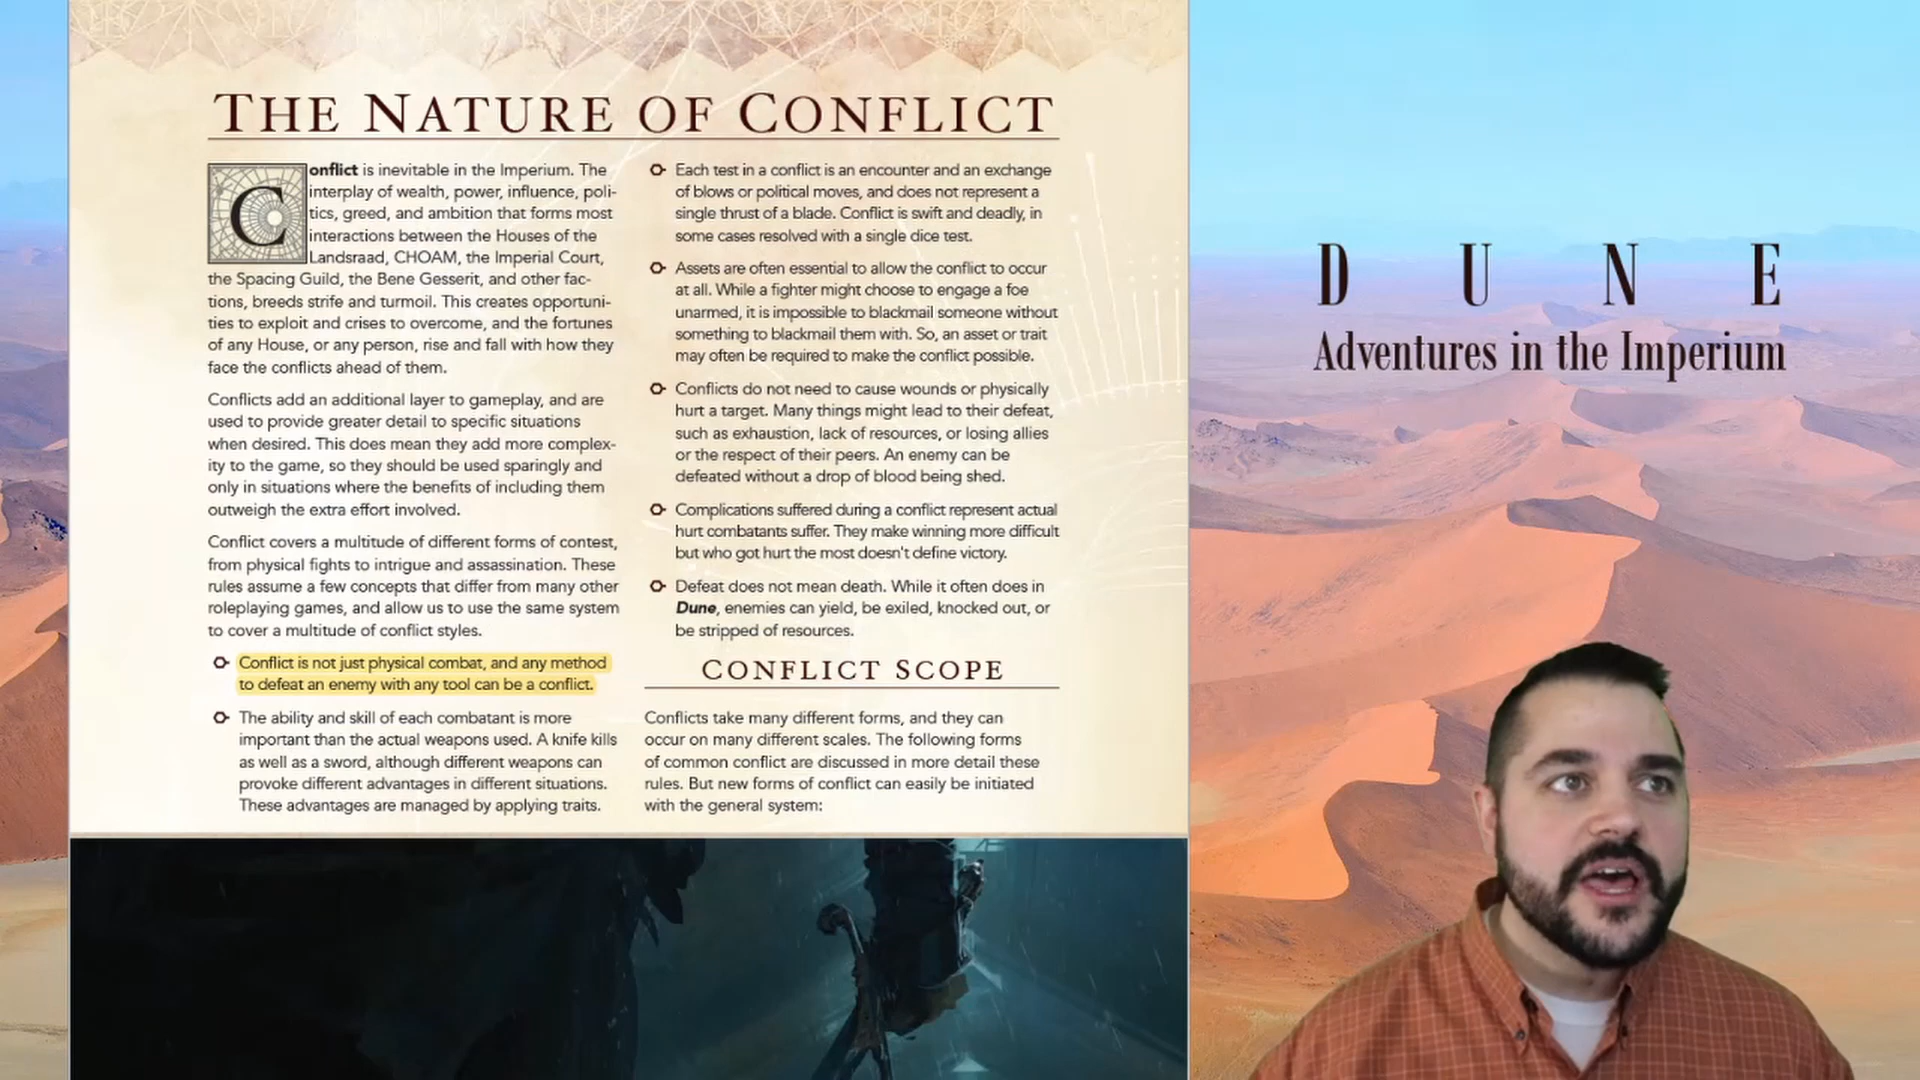 THE NATURE OF CONFLICT
Conflict is inevitable in the Imperium. The
interplay of wealth, power, influence, poli-
tics, greed, and ambition that forms most
interactions between the Houses of the
Landsraad, CHOAM, the Imperial Court,
the Spacing Guild, the Bene Gesserit, and other fac-
tions, breeds strife and turmoil. This creates opportuni-
ties to exploit and crises to overcome, and the fortunes
of any House, or any person, rise and fall with how they
face the conflicts ahead of them.
Conflicts add an additional layer to gameplay, and are
used to provide greater detail to specific situations
when desired. This does mean they add more complex-
ity to the game, so they should be used sparingly and
only in situations where the benefits of including them
outweigh the extra effort involved.
Conflict covers a multitude of different forms of contest,
from physical fights to intrigue and assassination. These
rules assume a few concepts that differ from many other
roleplaying games, and allow us to use the same system
to cover a multitude of conflict styles.
Conflict is not just physical combat, and any method
to defeat an enemy with any tool can be a conflict.
The ability and skill of each combatant is more
important than the actual weapons used. A knife kills
as well as a sword, although different weapons can
provoke different advantages in different situations.
These advantages are managed by applying traits.
Each test in a conflict is an encounter and an exchange
of blows or political moves, and does not represent a
single thrust of a blade. Conflict is swift and deadly, in
some cases resolved with a single dice test.
Assets are often essential to allow the conflict to occur
at all. While a fighter might choose to engage a foe
unarmed, it is impossible to blackmail someone without
something to blackmail them with. So, an asset or trait
may often be required to make the conflict possible.
Conflicts do not need to cause wounds or physically
hurt a target. Many things might lead to their defeat,
such as exhaustion, lack of resources, or losing allies
or the respect of their peers. An enemy can be
defeated without a drop of blood being shed.
Complications suffered during a conflict represent actual
hurt combatants suffer. They make winning more difficult
but who got hurt the most doesn't define victory.
Defeat does not mean death. While it often does in
Dune, enemies can yield, be exiled, knocked out, or
be stripped of resources.
CONFLICT SCOPE
Conflicts take many different forms, and they can
occur on many different scales. The following forms
of common conflict are discussed in more detail these
rules. But new forms of conflict can easily be initiated
with the general system:
DUNE
Adventures in the Imperium